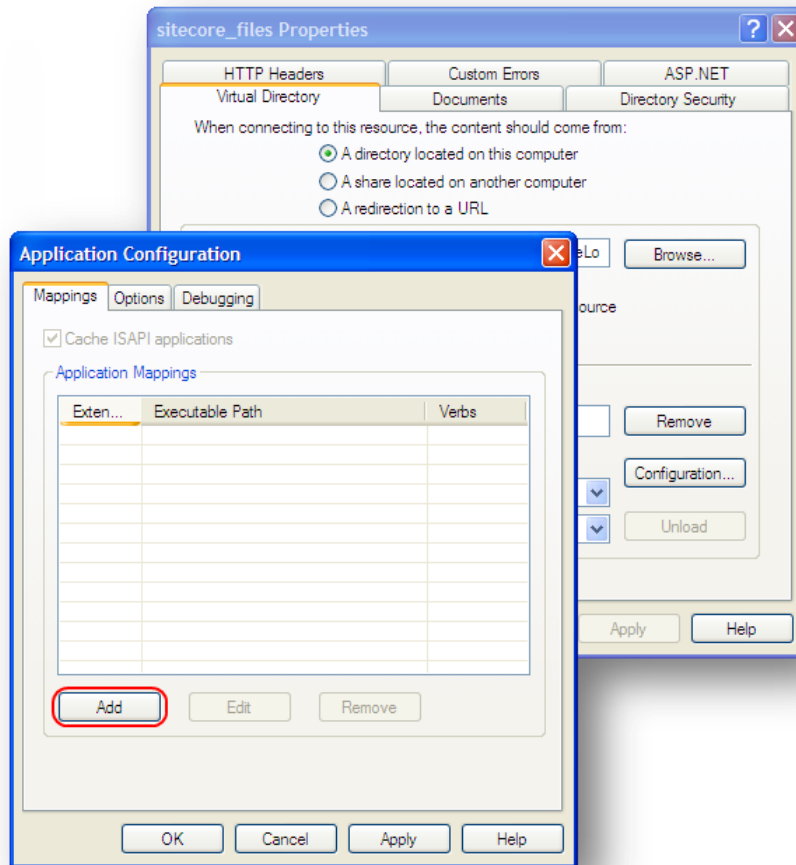 sitecore_files Properties
HTTP Headers Custom Errors ASP.NET
Virtual Directory Documents Directory Security
When connecting to this resource, the content should come from:
A directory located on this computer
A share located on another computer
A redirection to a URL
eLo Browse...
ource
Remove
Configuration...
Unload
Apply Help
Application Configuration
Mappings Options Debugging
Cache ISAPI applications
Application Mappings
Exten... Executable Path Verbs
Add Edit Remove
OK Cancel Apply Help